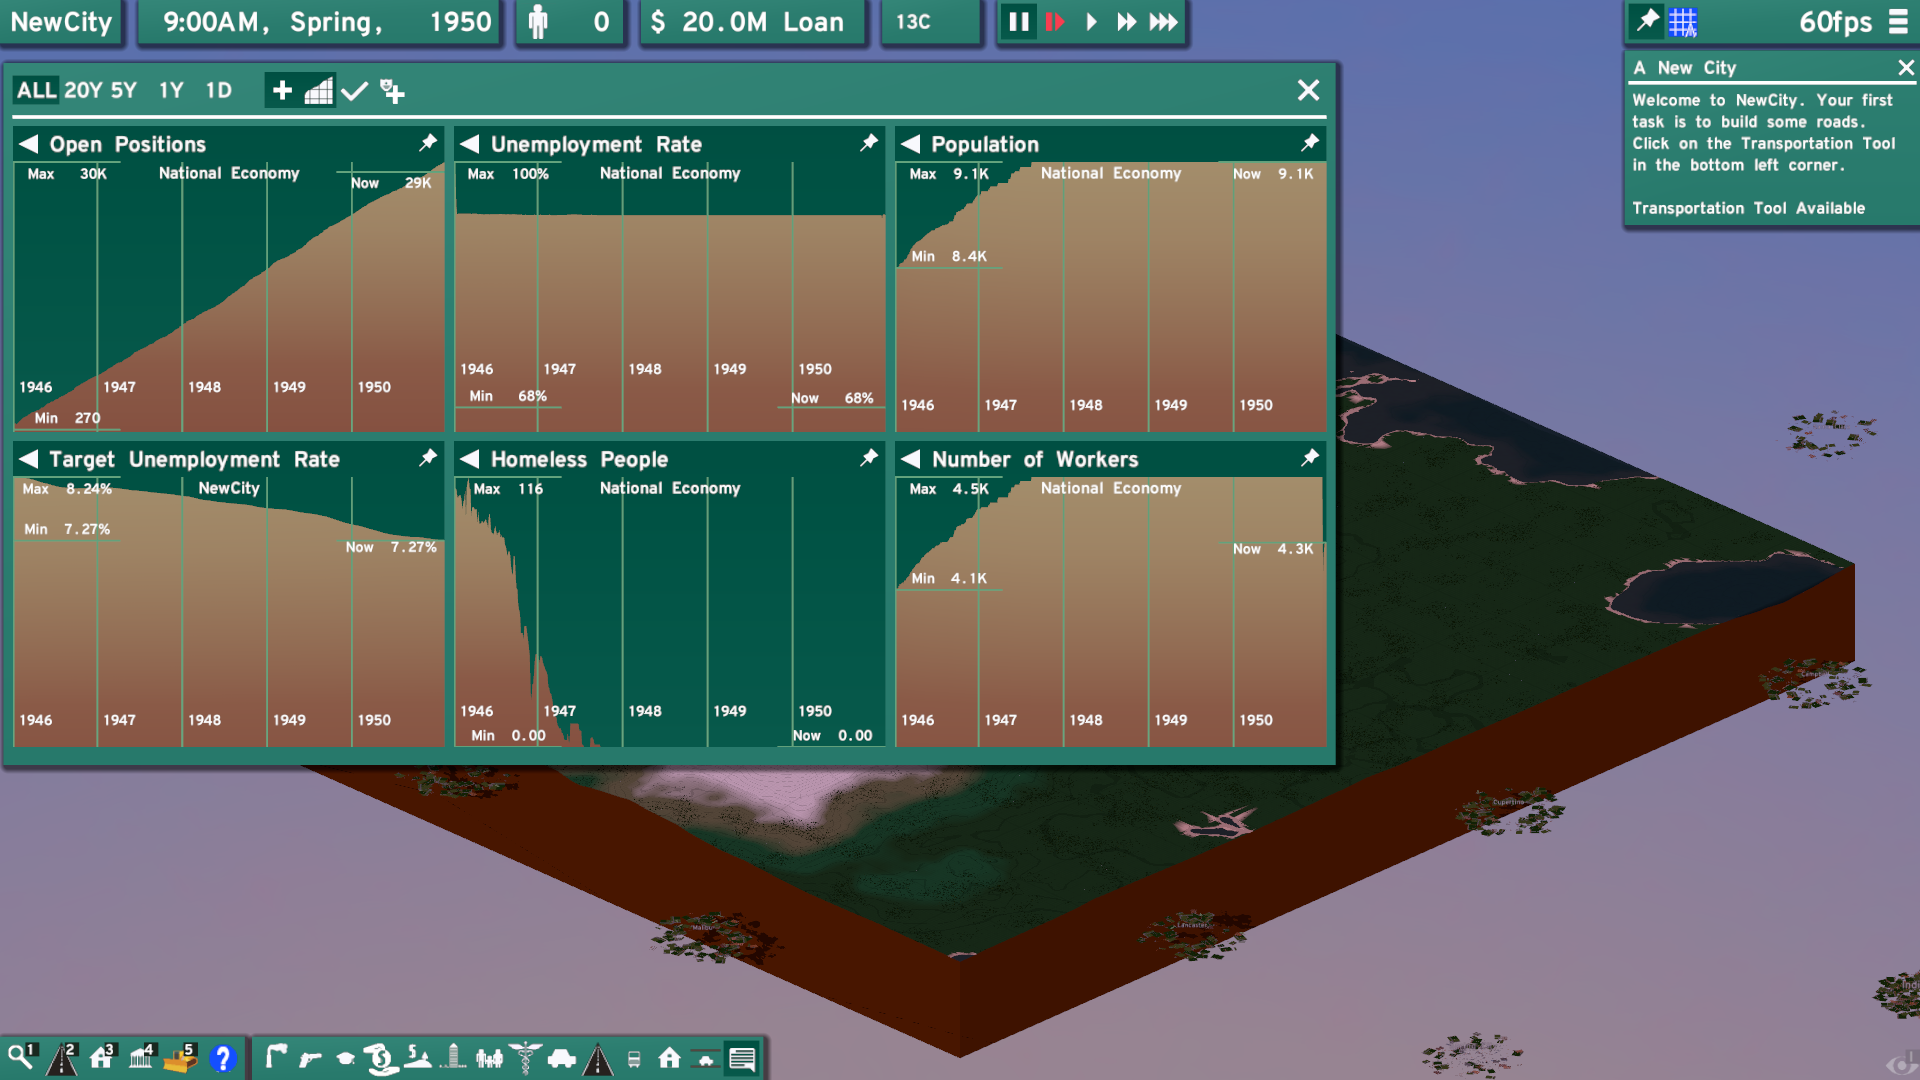 NewCity
9:00AM, Spring, 1950
0
$ 20.0M Loan
13C
60fps
A New City
Welcome to NewCity. Your first
task is to build some roads.
Click on the Transportation Tool
in the bottom left corner.
Transportation Tool Available
ALL 20Y 5Y 1Y 1D
Open Positions
Max 30K National Economy
Now 29K
1946 1947 1948 1949 1950
Min 270
Unemployment Rate
Max 100% National Economy
1946 1947 1948 1949 1950
Min 68% Now 68%
Population
Max 9.1K National Economy Now 9.1K
Min 8.4K
1946 1947 1948 1949 1950
Target Unemployment Rate
Max 8.24% NewCity
Min 7.27%
Now 7.27%
1946 1947 1948 1949 1950
Homeless People
Max 116 National Economy
1946 1947 1948 1949 1950
Min 0.00 Now 0.00
Number of Workers
Max 4.5K National Economy
Now 4.3K
Min 4.1K
1946 1947 1948 1949 1950
Cupertino
Lancaster
Malibu
1 2 3 4 5 ?